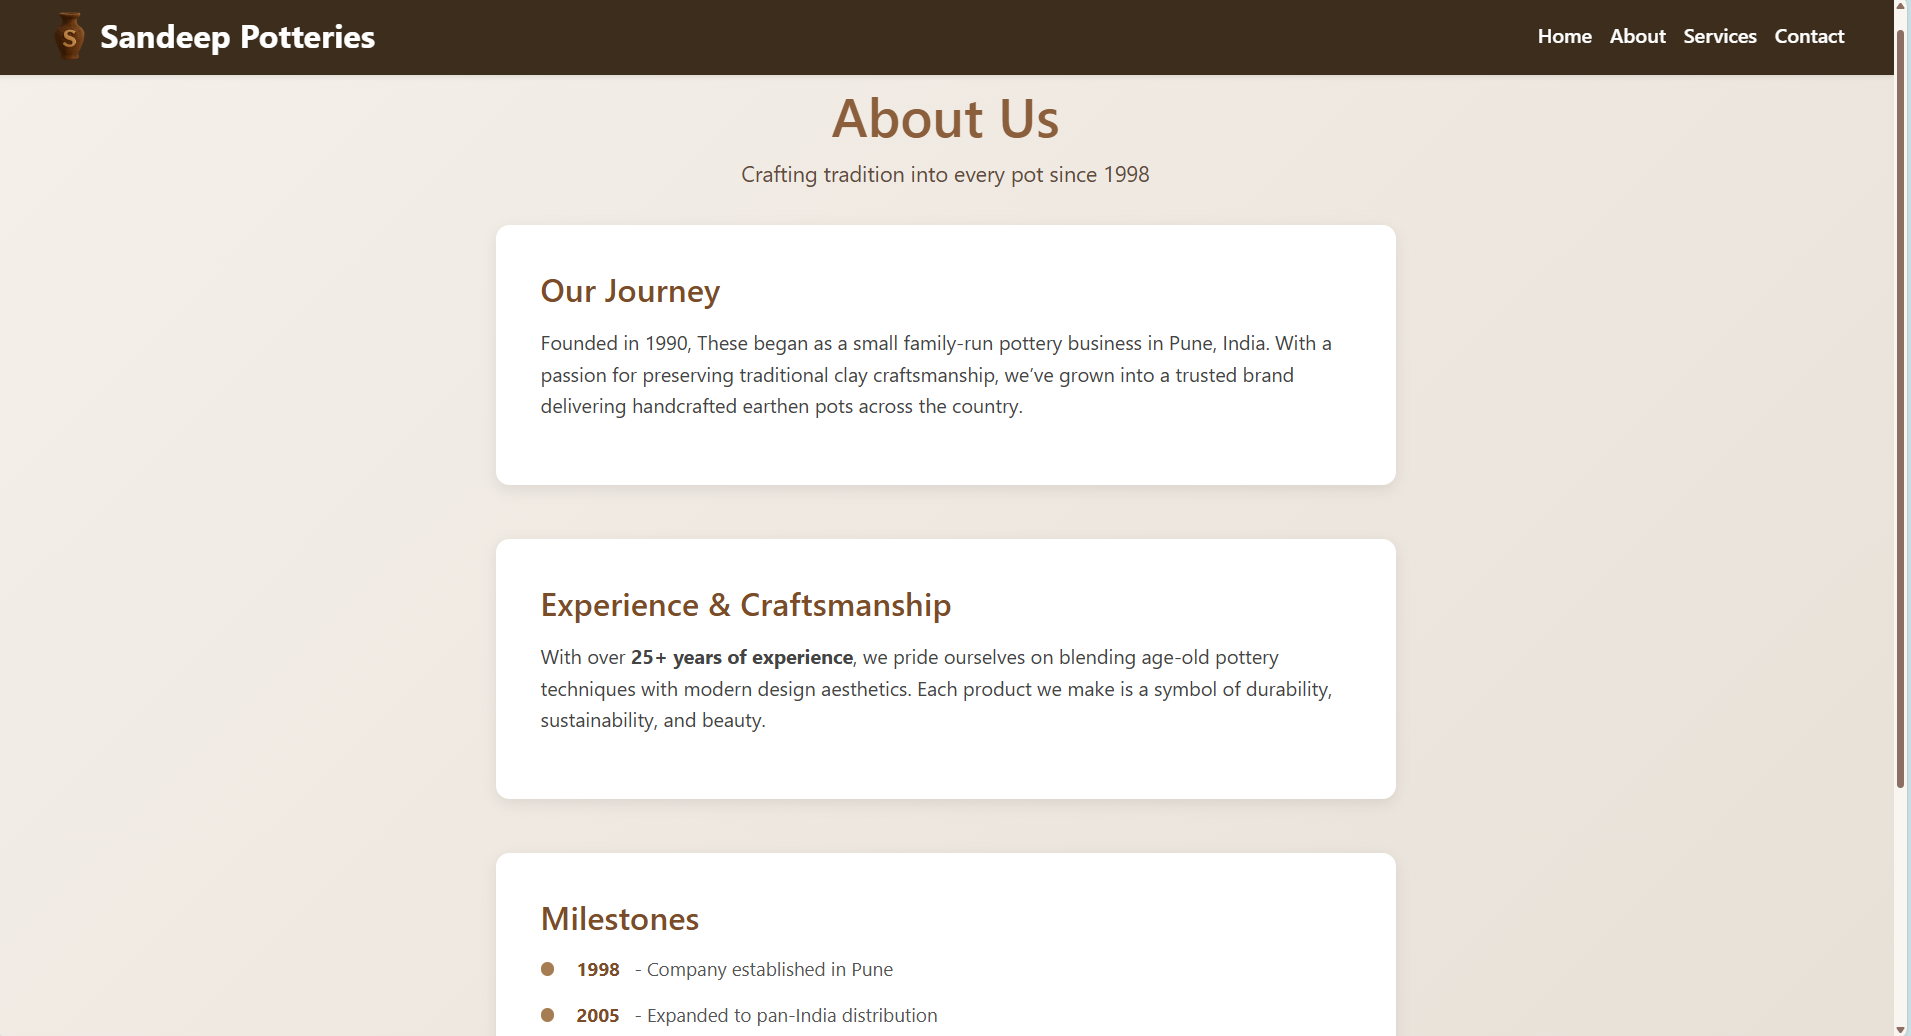 S
Sandeep Potteries
Home About Services Contact
About Us
Crafting tradition into every pot since 1998
Our Journey
Founded in 1990, These began as a small family-run pottery business in Pune, India. With a
passion for preserving traditional clay craftsmanship, we’ve grown into a trusted brand
delivering handcrafted earthen pots across the country.
Experience & Craftsmanship
With over 25+ years of experience, we pride ourselves on blending age-old pottery
techniques with modern design aesthetics. Each product we make is a symbol of durability,
sustainability, and beauty.
Milestones
1998 - Company established in Pune
2005 - Expanded to pan-India distribution